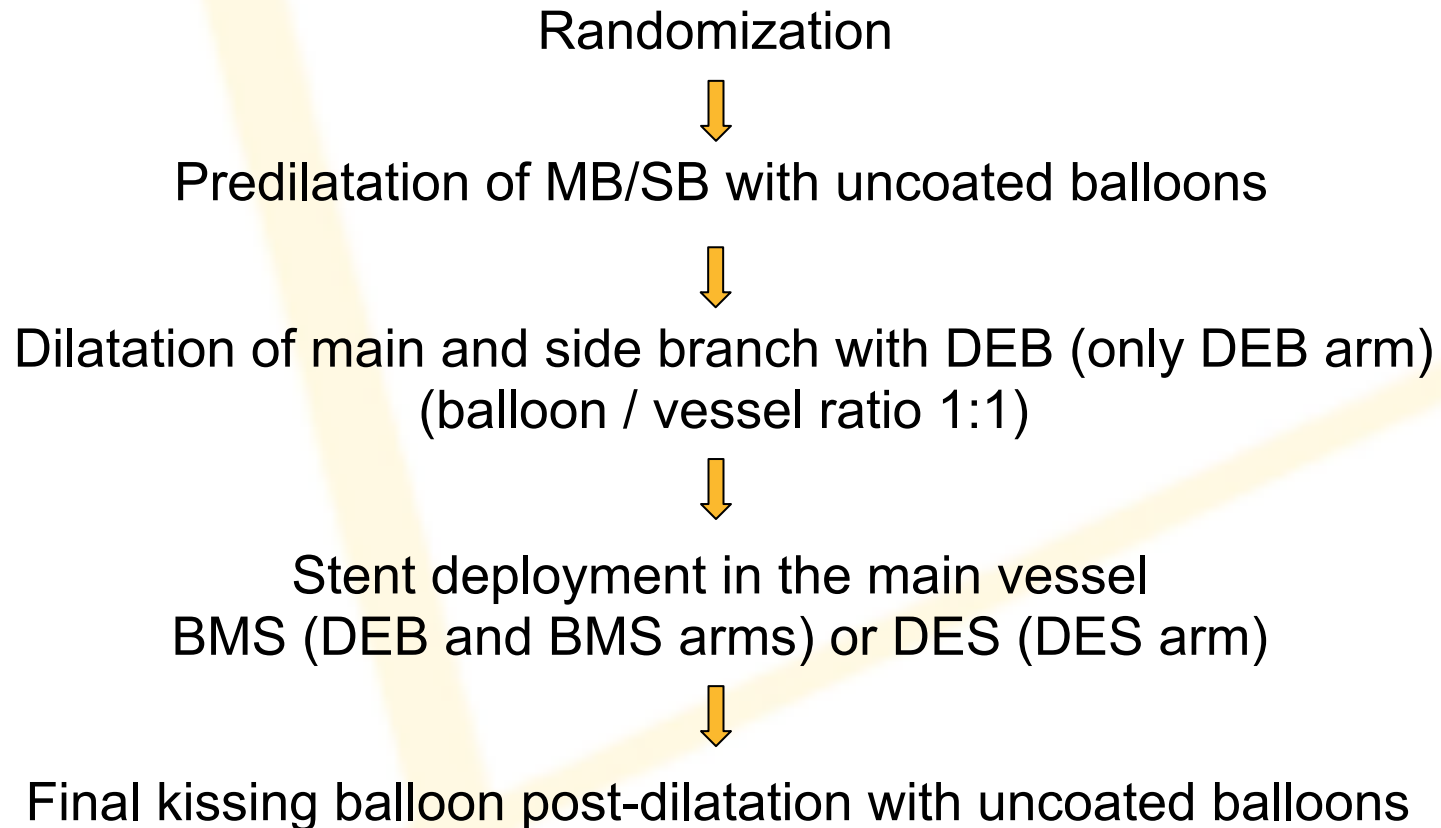 Randomization
Predilatation of MB/SB with uncoated balloons
Dilatation of main and side branch with DEB (only DEB arm)
(balloon / vessel ratio 1:1)
Stent deployment in the main vessel
BMS (DEB and BMS arms) or DES (DES arm)
Final kissing balloon post-dilatation with uncoated balloons